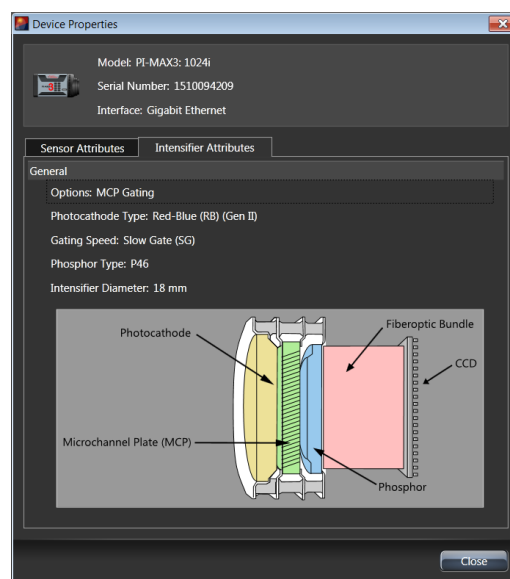 Device Properties
Model: PI-MAX3: 1024i
Serial Number: 1510094209
Interface: Gigabit Ethernet
Sensor Attributes Intensifier Attributes
General
Options: MCP Gating
Photocathode Type: Red-Blue (RB) (Gen II)
Gating Speed: Slow Gate (SG)
Phosphor Type: P46
Intensifier Diameter: 18 mm
Photocathode
Fiberoptic Bundle
CCD
Microchannel Plate (MCP)
Phosphor
Close